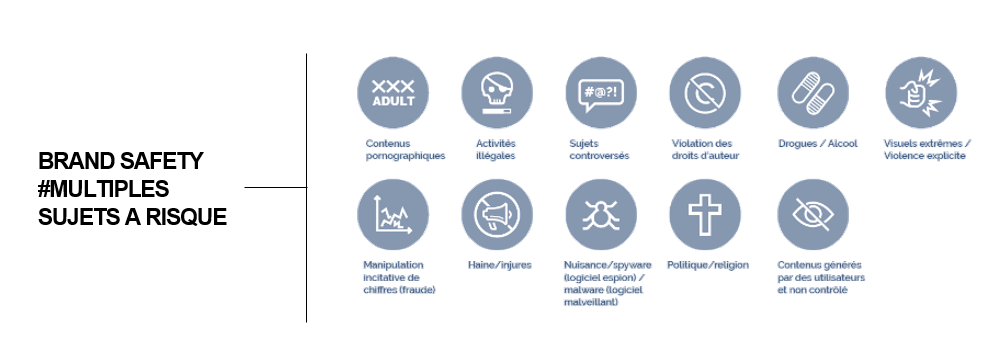 BRAND SAFETY
#MULTIPLES
SUJETS A RISQUE
XXX
ADULT
#@?!
C
Contenus
pornographiques
Activités
illégales
Sujets
controversés
Violation des
droits d'auteur
Drogues / Alcool
Visuels extrêmes /
Violence explicite
Manipulation
incitative de
chiffres (fraude)
Haine/injures
Nuisance/spyware
(logiciel espion) /
malware (logiciel
malveillant)
Politique/religion
Contenus générés
par des utilisateurs
et non contrôlé